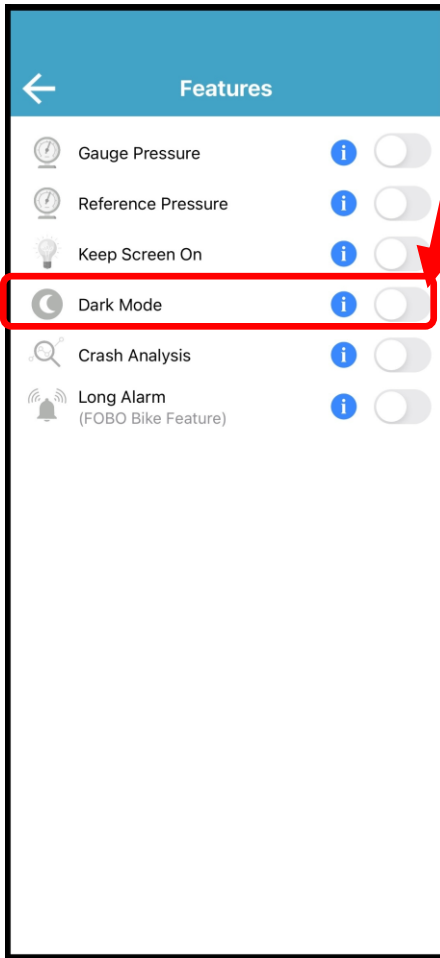 Features
Gauge Pressure
Reference Pressure
Keep Screen On
Dark Mode
Crash Analysis
Long Alarm
(FOBO Bike Feature)